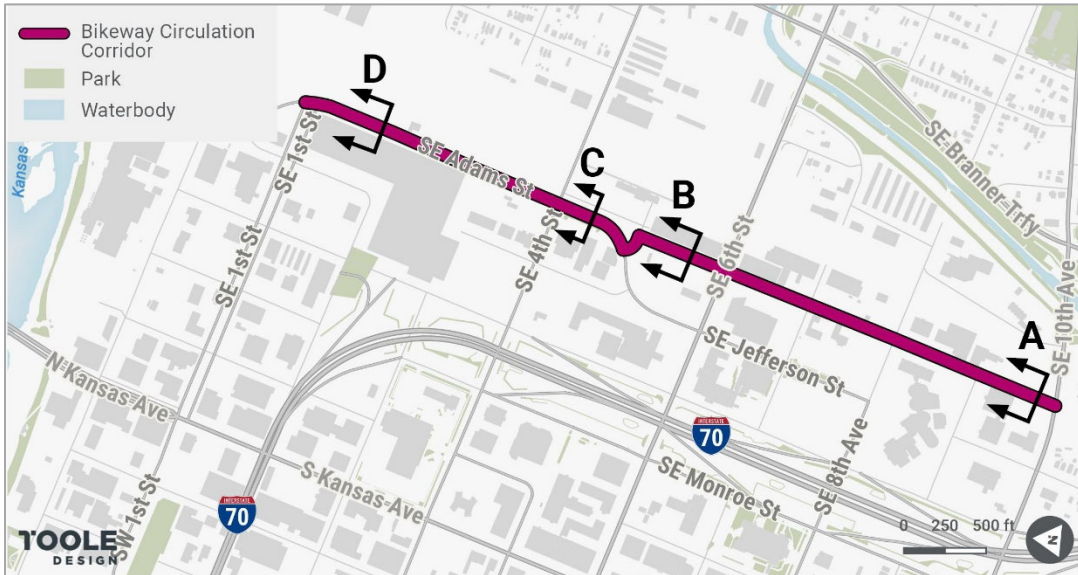 Bikeway Circulation
Corridor
Park
Waterbody
Kansas
D
C
B
A
SE 1st St
SE 1st St
SE Adams St
SE 4th St
SE 6th St
SE Branner Trfy
SE 10th Ave
SE Jefferson St
SE 8th Ave
SE Monroe St
N Kansas Ave
S Kansas Ave
SW 1st St
INTERSTATE
70
INTERSTATE
70
0 250 500 ft
N
TOOLE
DESIGN